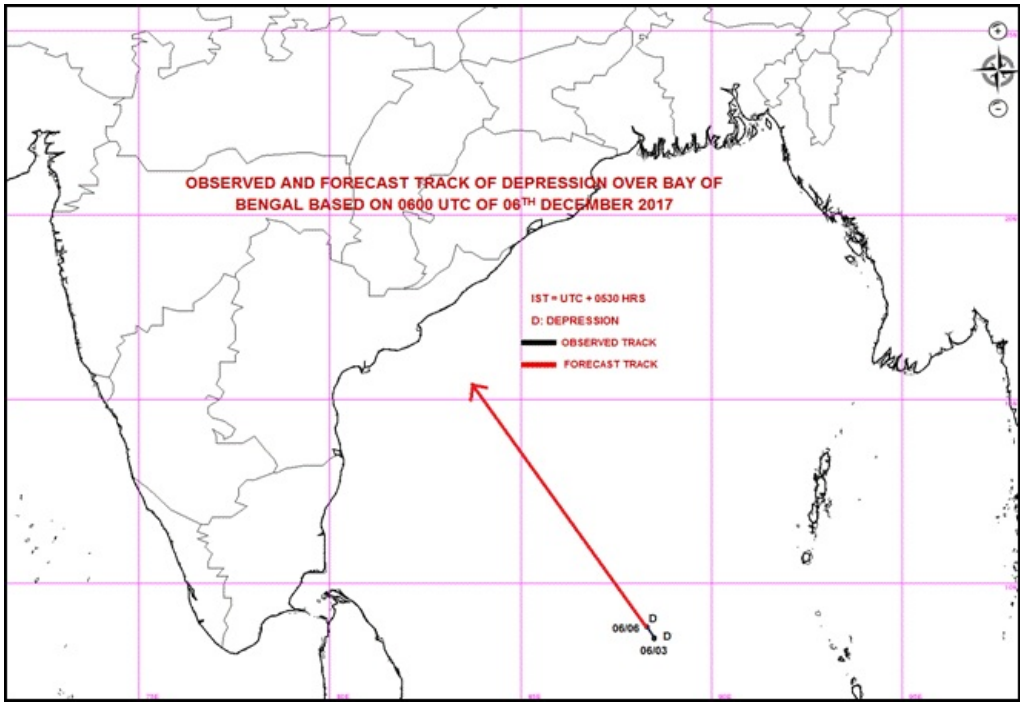 OBSERVED AND FORECAST TRACK OF DEPRESSION OVER BAY OF
BENGAL BASED ON 0600 UTC OF 06TH DECEMBER 2017
IST = UTC + 0530 HRS
D: DEPRESSION
OBSERVED TRACK
FORECAST TRACK
D
06/06
D
06/03